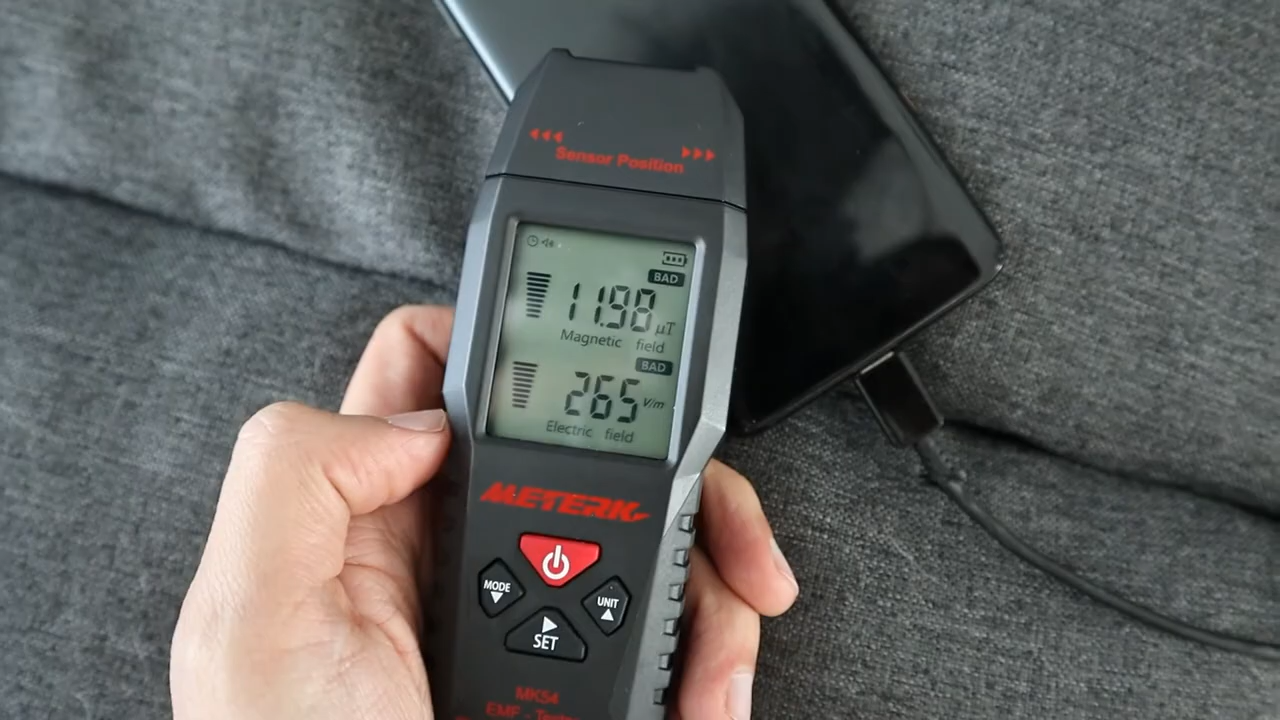 Sensor Position
BAD
11.98 µT
Magnetic field
BAD
265 V/m
Electric field
METERK
MODE
UNIT
SET
MK54
EMF - Tester